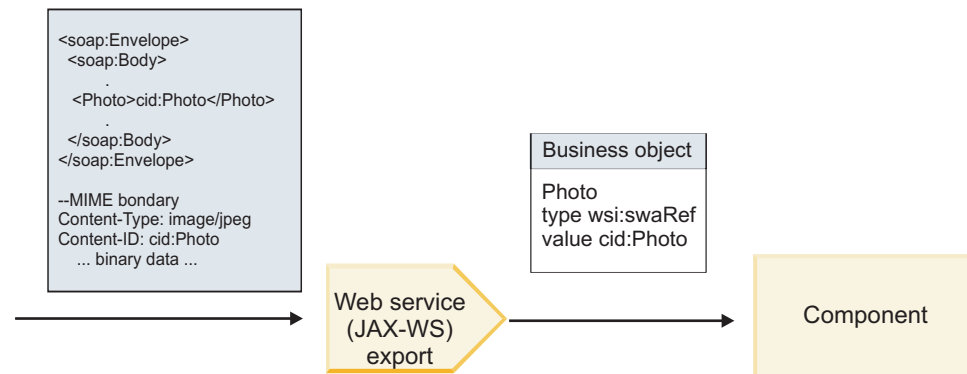 <soap:Envelope>
<soap:Body>
.
<Photo>cid:Photo</Photo>
.
</soap:Body>
</soap:Envelope>
--MIME bondary
Content-Type: image/jpeg
Content-ID: cid:Photo
... binary data ...
Business object
Photo
type wsi:swaRef
value cid:Photo
Web service
(JAX-WS)
export
Component